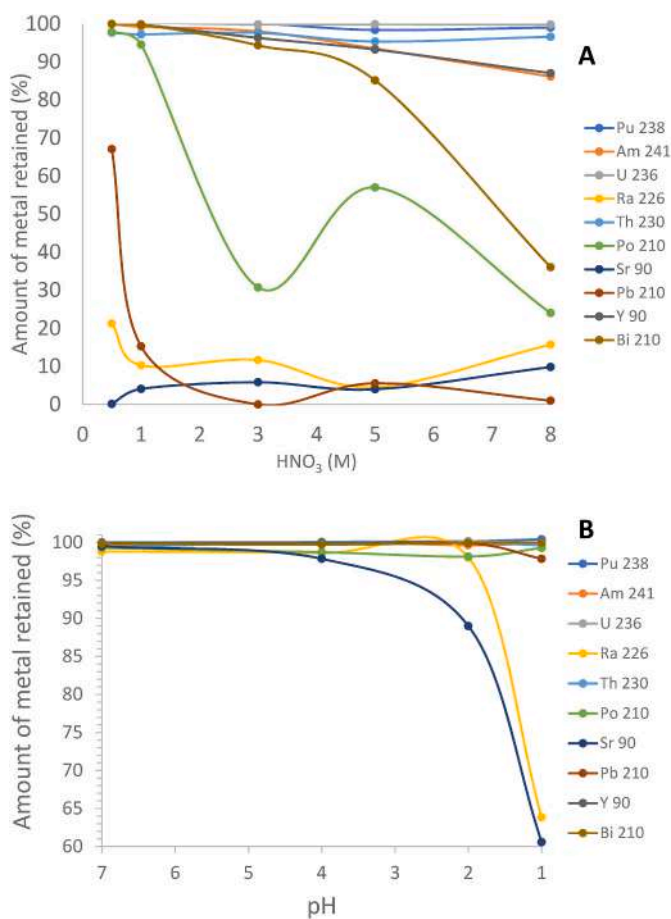 A
Amount of metal retained (%)
100
90
80
70
60
50
40
30
20
10
0
0 1 2 3 4 5 6 7 8
HNO₃ (M)
Pu 238
Am 241
U 236
Ra 226
Th 230
Po 210
Sr 90
Pb 210
Y 90
Bi 210
B
Amount of metal retained (%)
100
95
90
85
80
75
70
65
60
7 6 5 4 3 2 1
pH
Pu 238
Am 241
U 236
Ra 226
Th 230
Po 210
Sr 90
Pb 210
Y 90
Bi 210